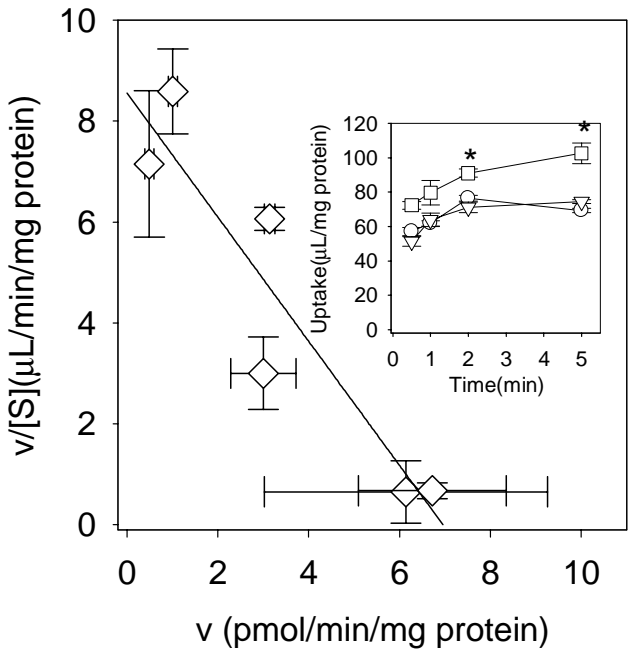 10
8
6
4
2
0
v/[S](μL/min/mg protein)
0 2 4 6 8 10
v (pmol/min/mg protein)
120
100
80
60
40
20
0
Uptake(μL/mg protein)
* *
0 1 2 3 4 5
Time(min)